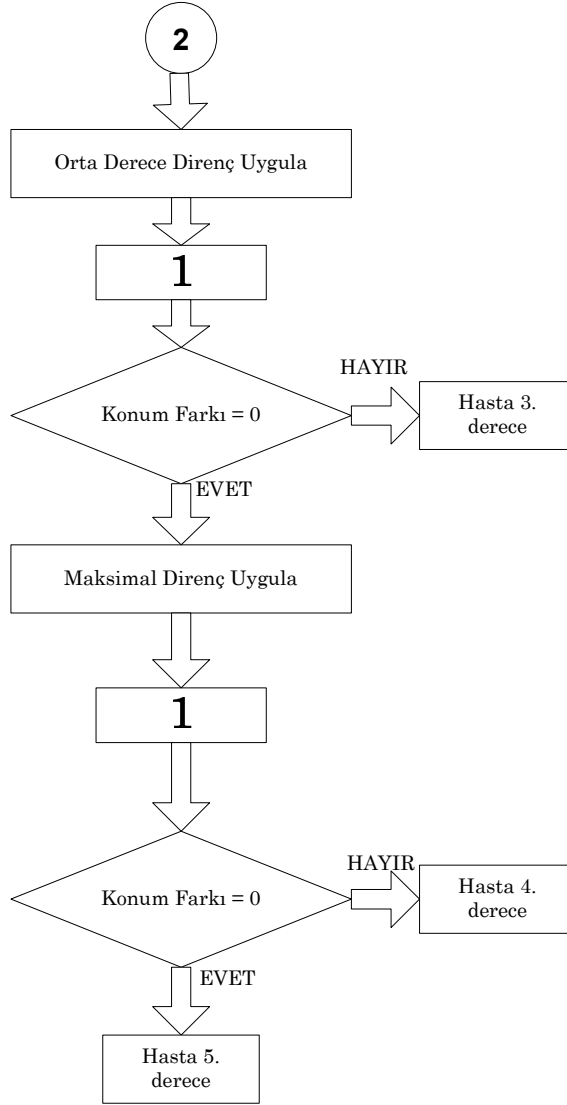 2
Orta Derece Direnç Uygula
1
Konum Farkı = 0
HAYIR
Hasta 3.
derece
EVET
Maksimal Direnç Uygula
1
Konum Farkı = 0
HAYIR
Hasta 4.
derece
EVET
Hasta 5.
derece